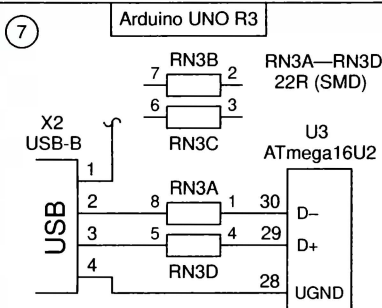 7
Arduino UNO R3
RN3B
RN3A—RN3D
7 2
22R (SMD)
6 3
X2
U3
USB-B
RN3C
ATmega16U2
1
RN3A
2 8 1 30 D–
USB
3 5 4 29 D+
4
RN3D
28 UGND